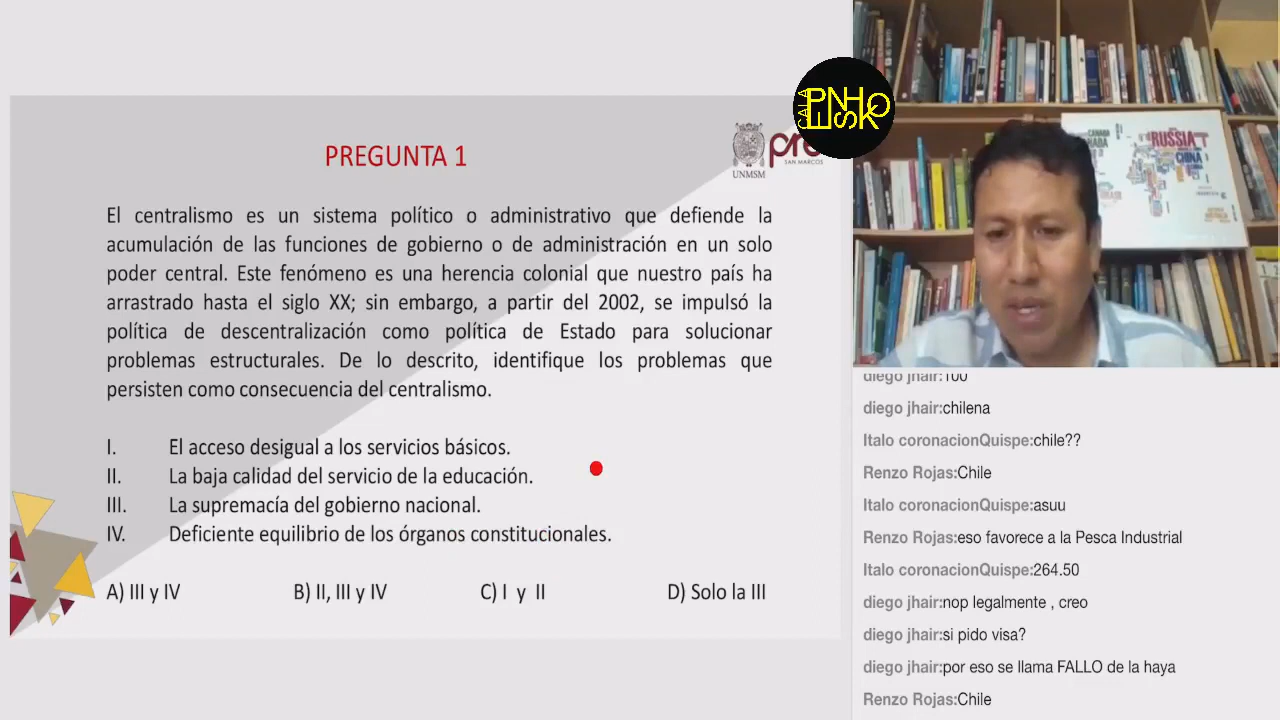 PREGUNTA 1
UNMSM
SAN MARCOS
El centralismo es un sistema político o administrativo que defiende la
acumulación de las funciones de gobierno o de administración en un solo
poder central. Este fenómeno es una herencia colonial que nuestro país ha
arrastrado hasta el siglo XX; sin embargo, a partir del 2002, se impulsó la
política de descentralización como política de Estado para solucionar
problemas estructurales. De lo descrito, identifique los problemas que
persisten como consecuencia del centralismo.
I. El acceso desigual a los servicios básicos.
II. La baja calidad del servicio de la educación.
III. La supremacía del gobierno nacional.
IV. Deficiente equilibrio de los órganos constitucionales.
A) III y IV B) II, III y IV C) I y II D) Solo la III
RUSSIA
CHINA
CANADA
diego jhair:100
diego jhair:chilena
Italo coronacionQuispe:chile??
Renzo Rojas:Chile
Italo coronacionQuispe:asuu
Renzo Rojas:eso favorece a la Pesca Industrial
Italo coronacionQuispe:264.50
diego jhair:nop legalmente , creo
diego jhair:si pido visa?
diego jhair:por eso se llama FALLO de la haya
Renzo Rojas:Chile